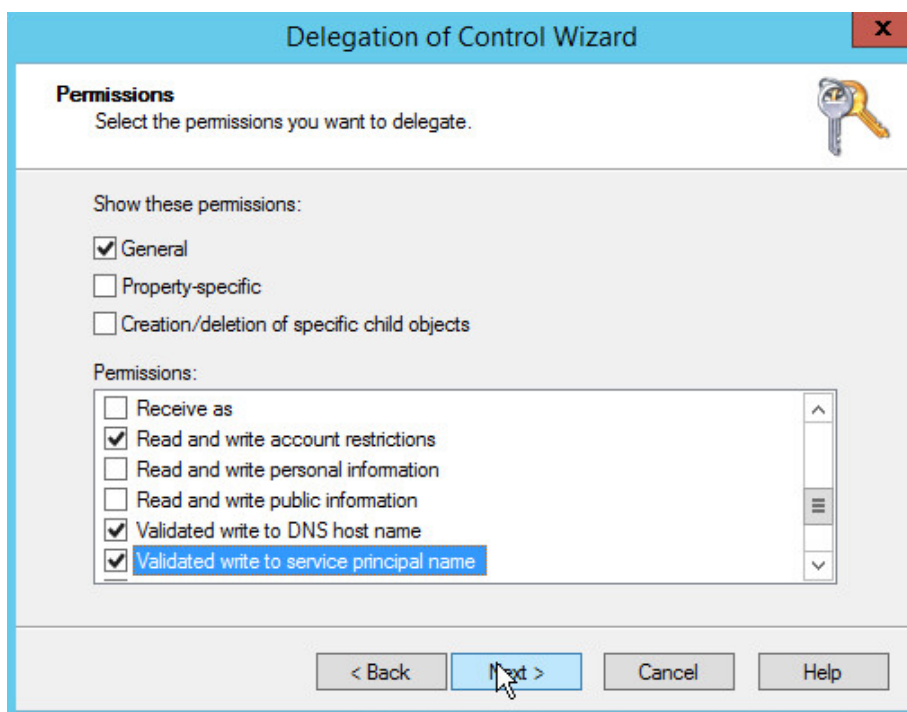 Delegation of Control Wizard
x
Permissions
Select the permissions you want to delegate.
Show these permissions:
General
Property-specific
Creation/deletion of specific child objects
Permissions:
Receive as
Read and write account restrictions
Read and write personal information
Read and write public information
Validated write to DNS host name
Validated write to service principal name
< Back
Next >
Cancel
Help